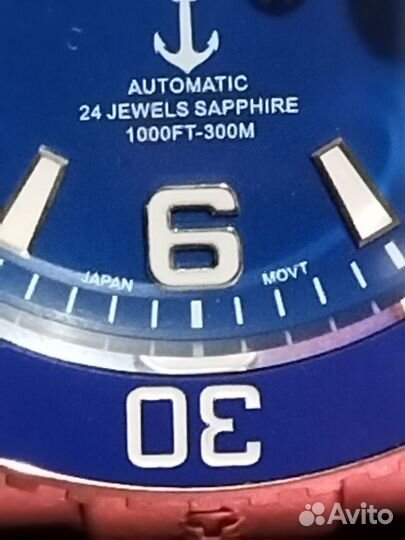 AUTOMATIC
24 JEWELS SAPPHIRE
1000FT-300M
6
JAPAN MOVT
30
Avito